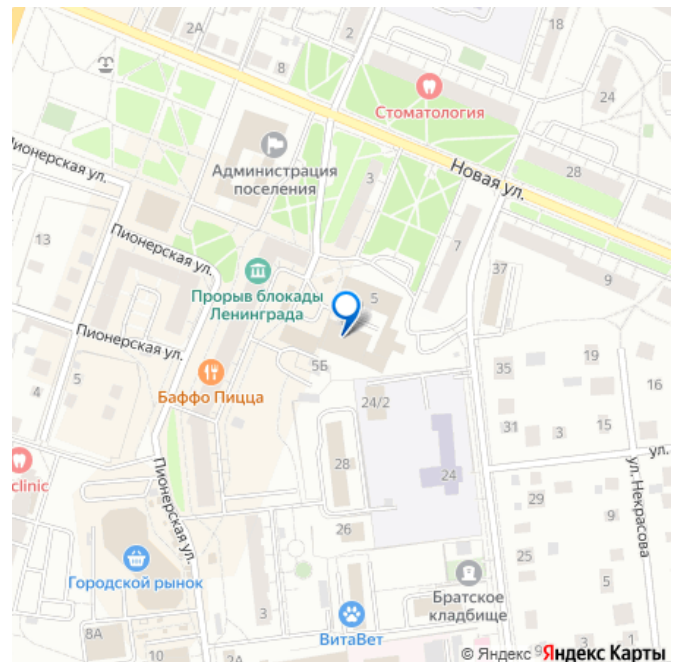 18
2А
8
24
Стоматология
Администрация
поселения
Пионерская ул.
3
Новая ул.
28
13
Пионерская ул.
7
37
9
Прорыв блокады
Ленинграда
5
Пионерская ул.
5Б
35
19
16
4
5
Баффо Пицца
24/2
31
3
15
clinic
28
24
ул.
ул. Некрасова
Пионерская ул.
29
9
26
25
5
Городской рынок
Братское
кладбище
3
ВитаВет
8А
10
2А
1
9
3
© Яндекс
Яндекс Карты